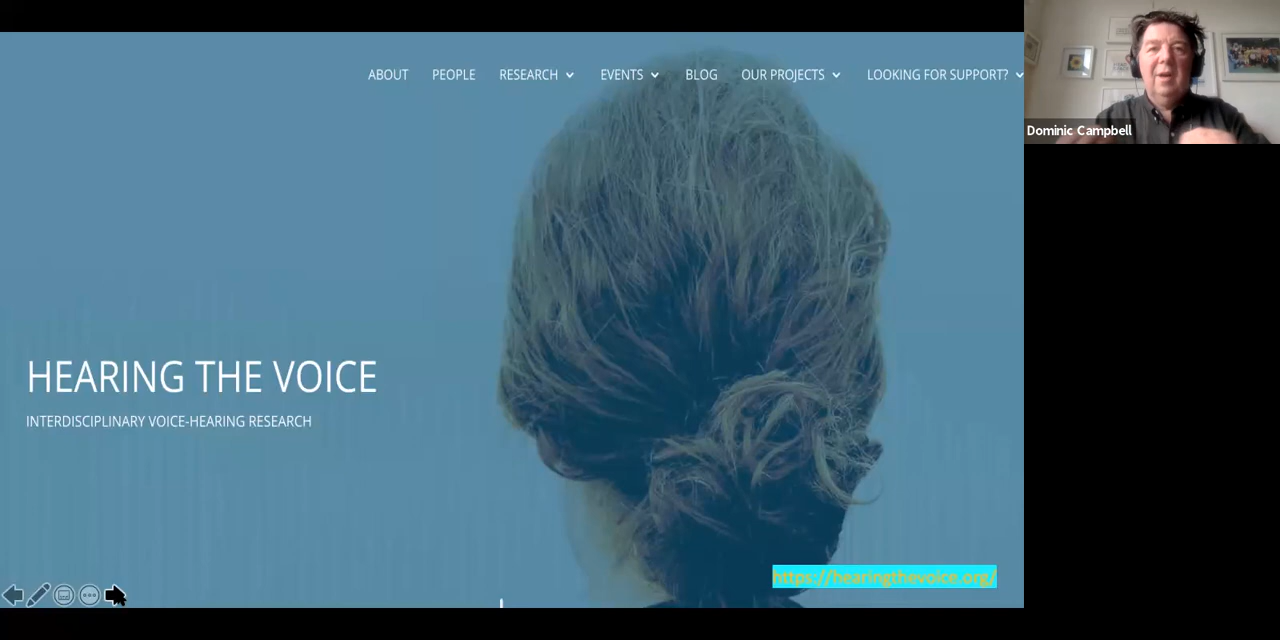 ABOUT PEOPLE RESEARCH EVENTS BLOG OUR PROJECTS LOOKING FOR SUPPORT?
Dominic Campbell
HEARING THE VOICE
INTERDISCIPLINARY VOICE-HEARING RESEARCH
https://hearingthevoice.org/